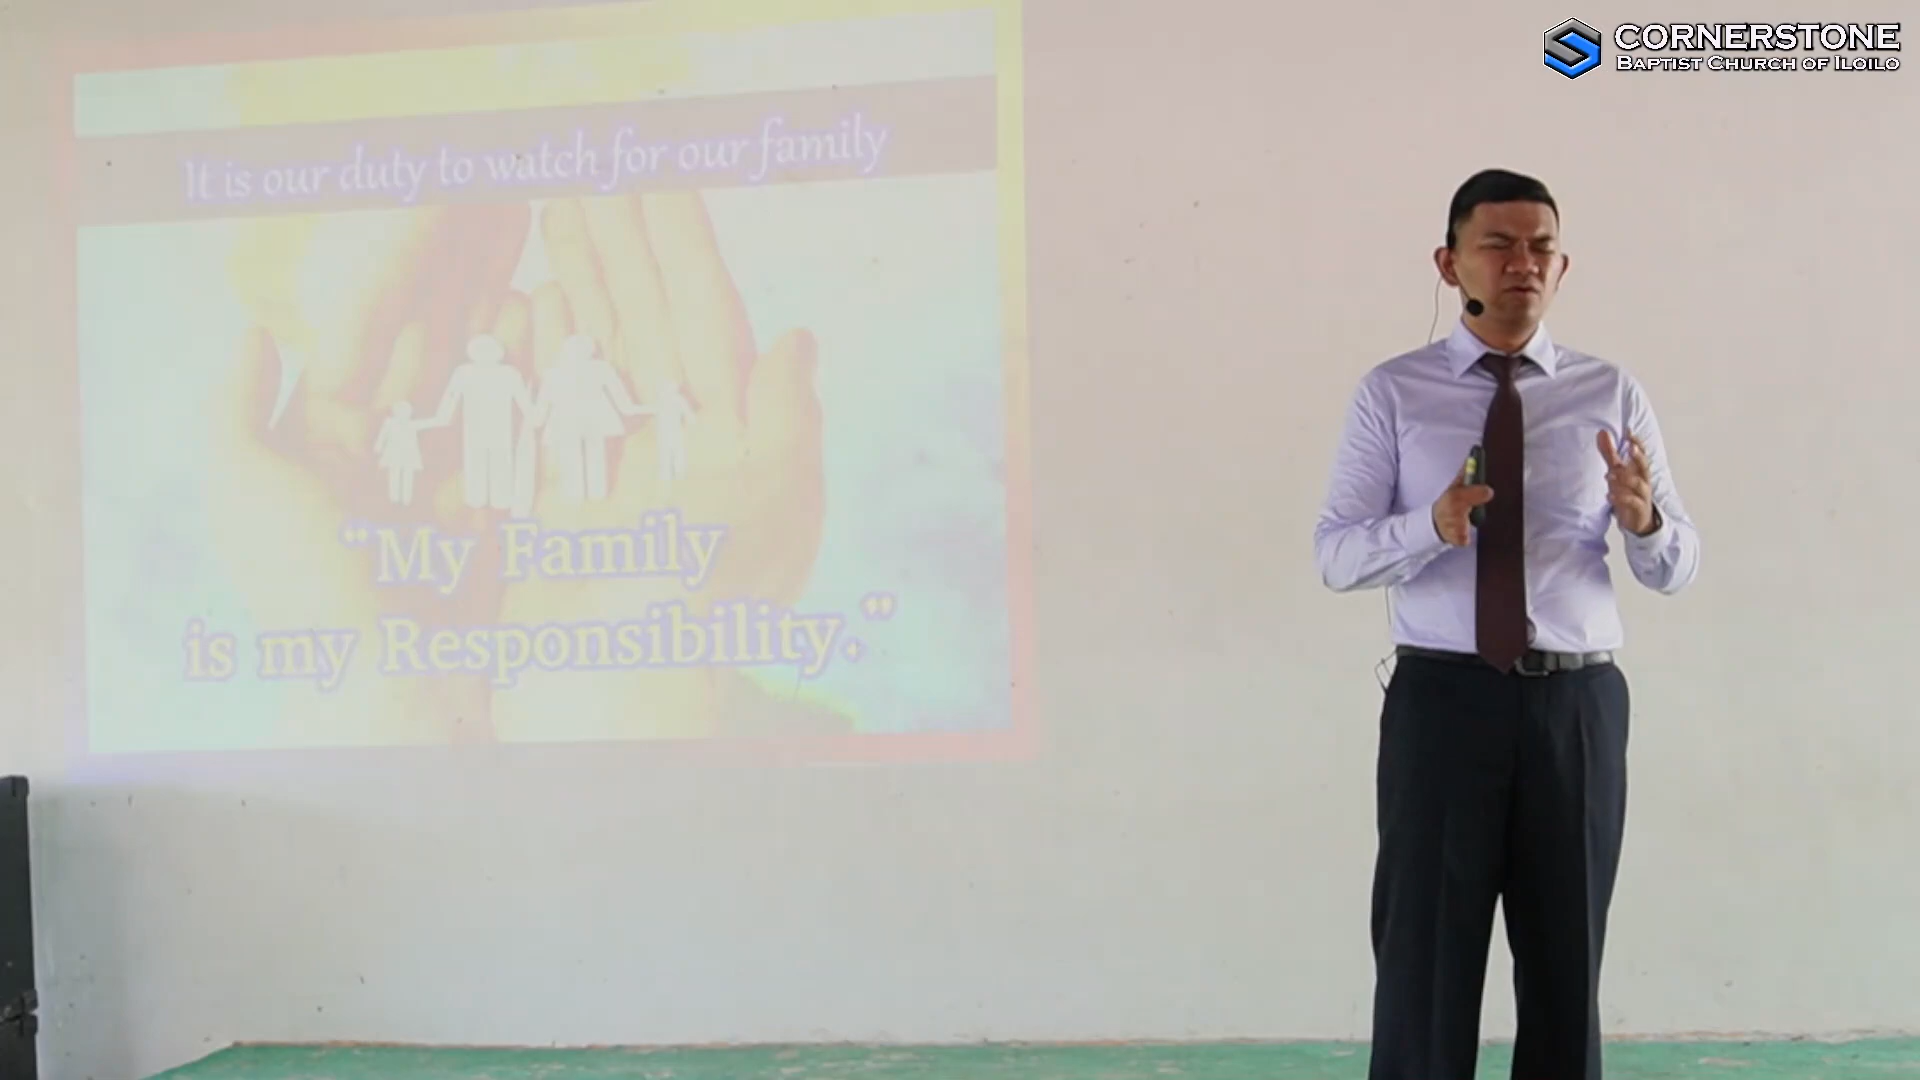 CORNERSTONE
BAPTIST CHURCH OF ILOILO
It is our duty to watch for our family
"My Family
is my Responsibility."